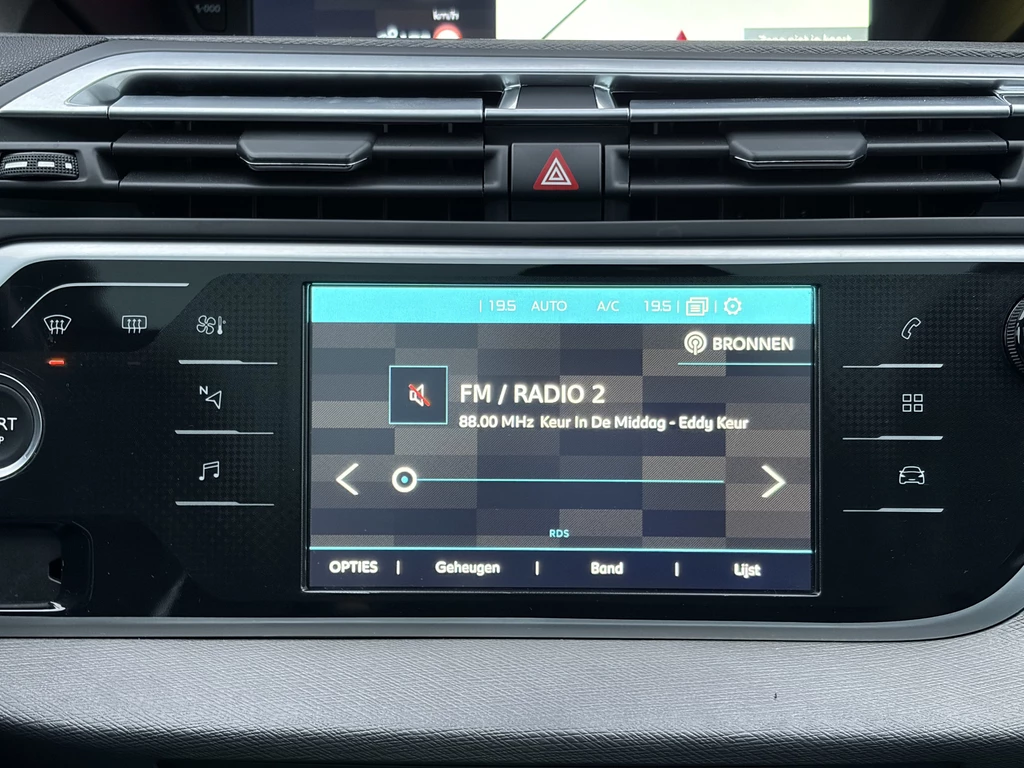 km/h
19.5 AUTO A/C 19.5
BRONNEN
FM / RADIO 2
88.00 MHz Keur In De Middag - Eddy Keur
N
RDS
OPTIES | Geheugen | Band | Lijst